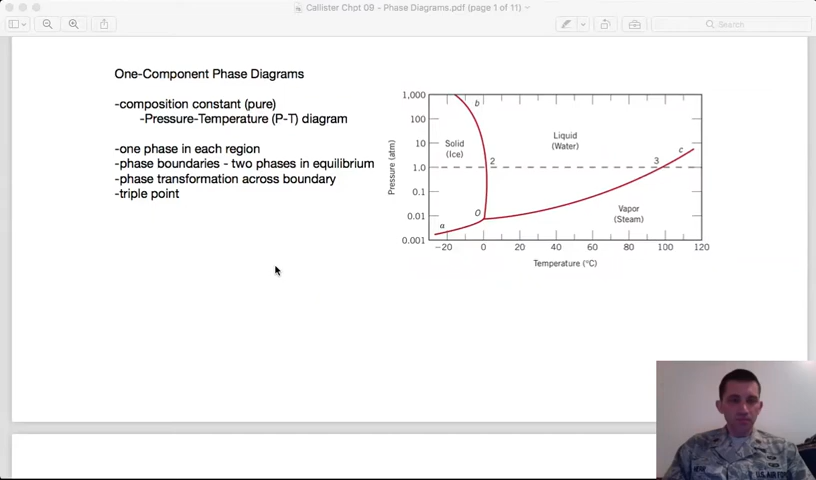 Callister Chpt 09 - Phase Diagrams.pdf (page 1 of 11)
Search
One-Component Phase Diagrams
-composition constant (pure)
-Pressure-Temperature (P-T) diagram
-one phase in each region
-phase boundaries - two phases in equilibrium
-phase transformation across boundary
-triple point
1,000
100
10
1.0
0.1
0.01
0.001
Pressure (atm)
b
Solid
(Ice)
Liquid
(Water)
2
3
c
O
a
Vapor
(Steam)
−20 0 20 40 60 80 100 120
Temperature (°C)
U.S. AIR FORCE